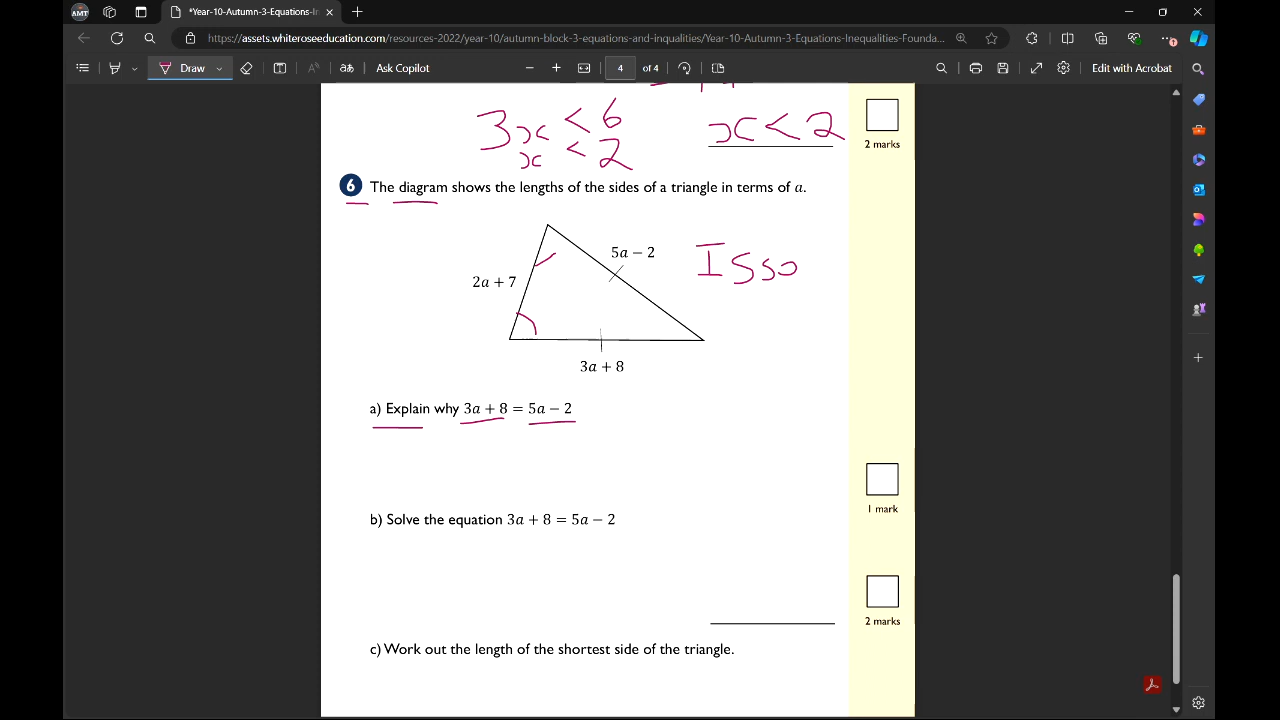 AMT
*Year-10-Autumn-3-Equations-In
https://assets.whiteroseeducation.com/resources-2022/year-10/autumn-block-3-equations-and-inqualities/Year-10-Autumn-3-Equations-Inequalities-Founda...
Draw
Ask Copilot
4 of 4
Edit with Acrobat
3x < 6
x < 2
x < 2
2 marks
6 The diagram shows the lengths of the sides of a triangle in terms of a.
5a − 2
Isso
2a + 7
3a + 8
a) Explain why 3a + 8 = 5a − 2
1 mark
b) Solve the equation 3a + 8 = 5a − 2
2 marks
c) Work out the length of the shortest side of the triangle.